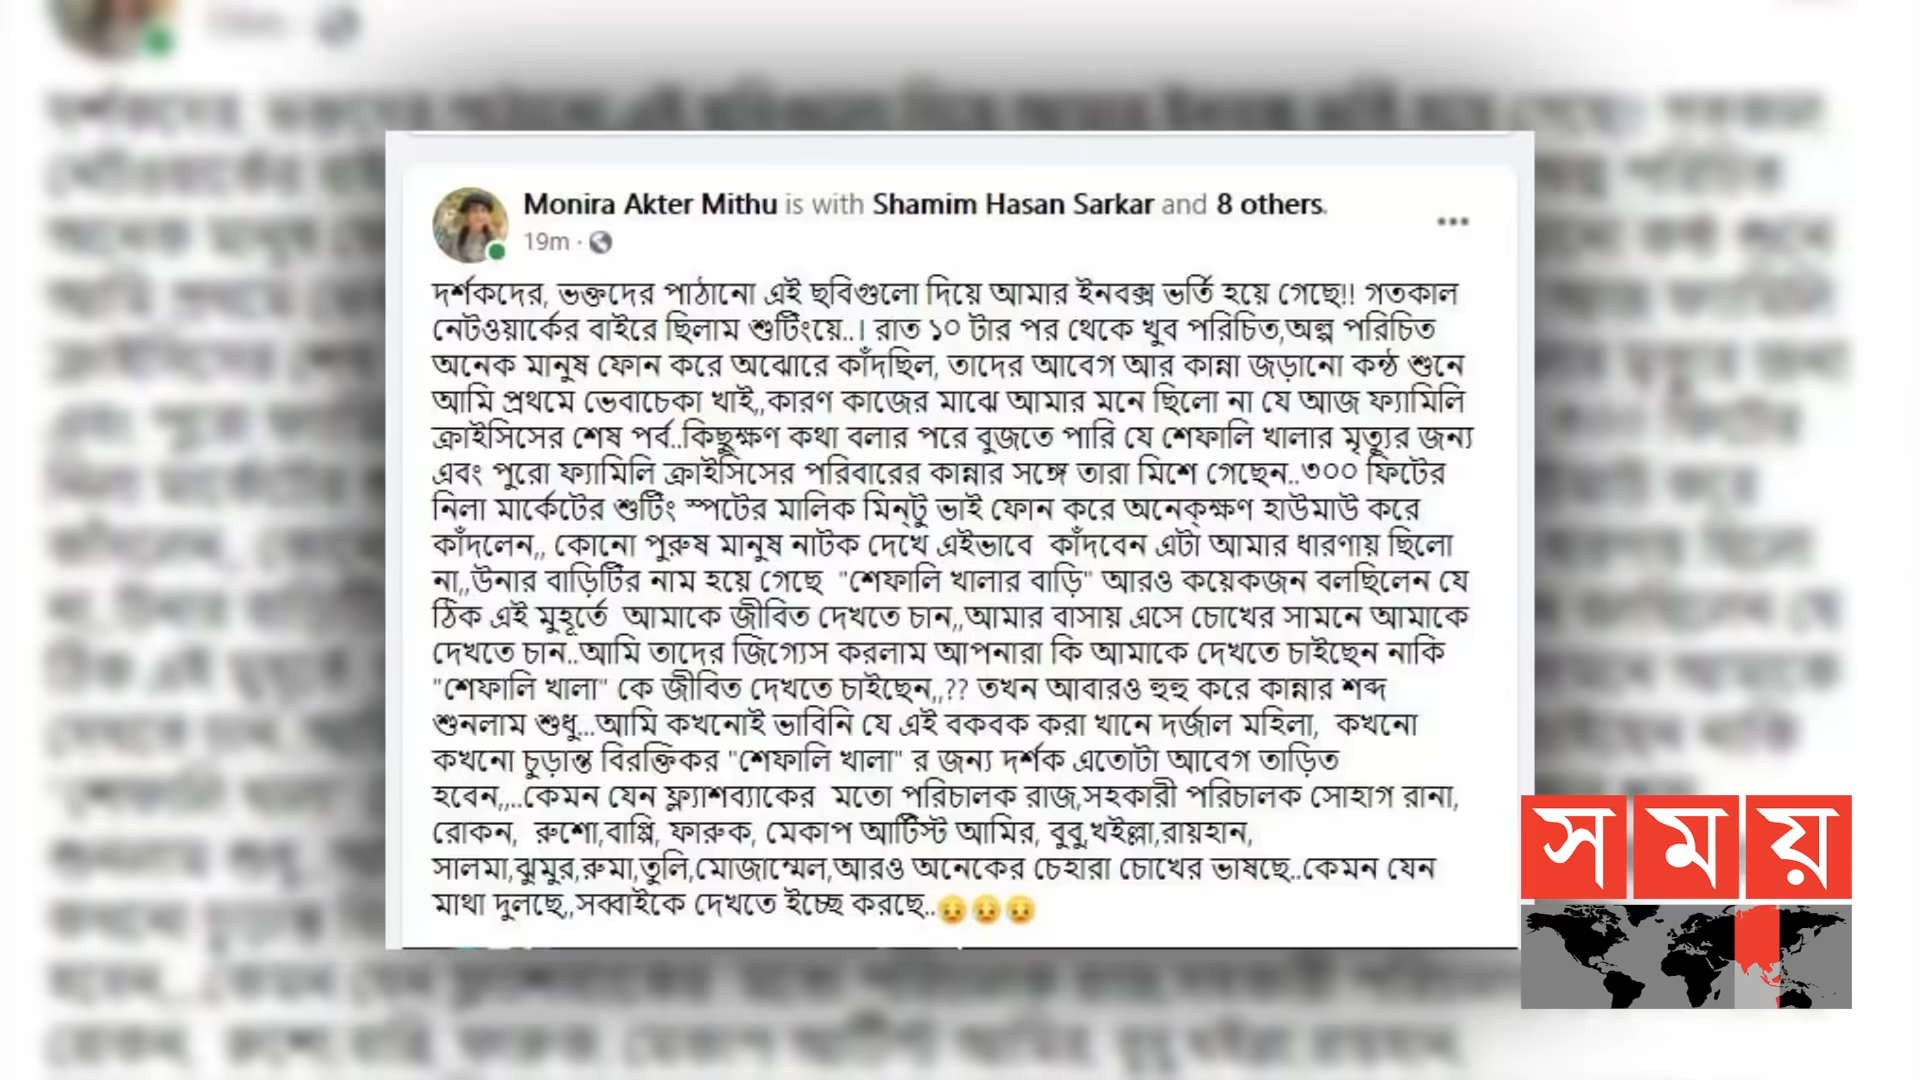 Monira Akter Mithu is with Shamim Hasan Sarkar and 8 others.
19m ·
দর্শকদের, ভক্তদের পাঠানো এই ছবিগুলো দিয়ে আমার ইনবক্স ভর্তি হয়ে গেছে!! গতকাল
নেটওয়ার্কের বাইরে ছিলাম শুটিংয়ে..। রাত ১০ টার পর থেকে খুব পরিচিত,অল্প পরিচিত
অনেক মানুষ ফোন করে অঝোরে কাঁদছিল, তাদের আবেগ আর কান্না জড়ানো কন্ঠ শুনে
আমি প্রথমে ভেবাচেকা খাই,,কারণ কাজের মাঝে আমার মনে ছিলো না যে আজ ফ্যামিলি
ক্রাইসিসের শেষ পর্ব..কিছুক্ষণ কথা বলার পরে বুজতে পারি যে শেফালি খালার মৃত্যুর জন্য
এবং পুরো ফ্যামিলি ক্রাইসিসের পরিবারের কান্নার সঙ্গে তারা মিশে গেছেন..৩০০ ফিটের
নিলা মার্কেটের শুটিং স্পটের মালিক মিন্টু ভাই ফোন করে অনেক্ক্ষণ হাউমাউ করে
কাঁদলেন,, কোনো পুরুষ মানুষ নাটক দেখে এইভাবে কাঁদবেন এটা আমার ধারণায় ছিলো
না,,উনার বাড়িটির নাম হয়ে গেছে "শেফালি খালার বাড়ি" আরও কয়েকজন বলছিলেন যে
ঠিক এই মুহূর্তে আমাকে জীবিত দেখতে চান,,আমার বাসায় এসে চোখের সামনে আমাকে
দেখতে চান..আমি তাদের জিগ্যেস করলাম আপনারা কি আমাকে দেখতে চাইছেন নাকি
"শেফালি খালা" কে জীবিত দেখতে চাইছেন,,?? তখন আবারও হুহু করে কান্নার শব্দ
শুনলাম শুধু...আমি কখনোই ভাবিনি যে এই বকবক করা খানে দর্জাল মহিলা, কখনো
কখনো চুড়ান্ত বিরক্তিকর "শেফালি খালা" র জন্য দর্শক এতোটা আবেগ তাড়িত
হবেন,,..কেমন যেন ফ্ল্যাশব্যাকের মতো পরিচালক রাজ,সহকারী পরিচালক সোহাগ রানা,
রোকন, রুশো,বাপ্পি, ফারুক, মেকাপ আর্টিস্ট আমির, বুবু,খইল্লা,রায়হান,
সালমা,ঝুমুর,রুমা,তুলি,মোজাম্মেল,আরও অনেকের চেহারা চোখের ভাষছে..কেমন যেন
মাথা দুলছে,,সব্বাইকে দেখতে ইচ্ছে করছে..😔😔😔
সময়